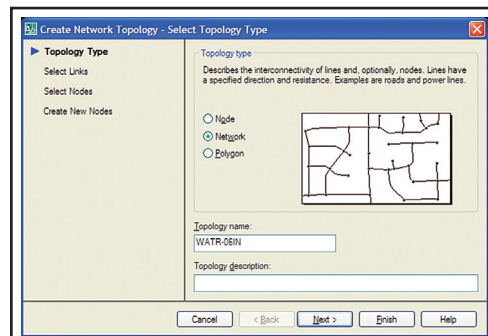 Create Network Topology - Select Topology Type
Topology Type
Select Links
Select Nodes
Create New Nodes
Topology type
Describes the interconnectivity of lines and, optionally, nodes. Lines have
a specified direction and resistance. Examples are roads and power lines.
Node
Network
Polygon
Topology name:
WATR-06IN
Topology description:
Cancel
< Back
Next >
Finish
Help